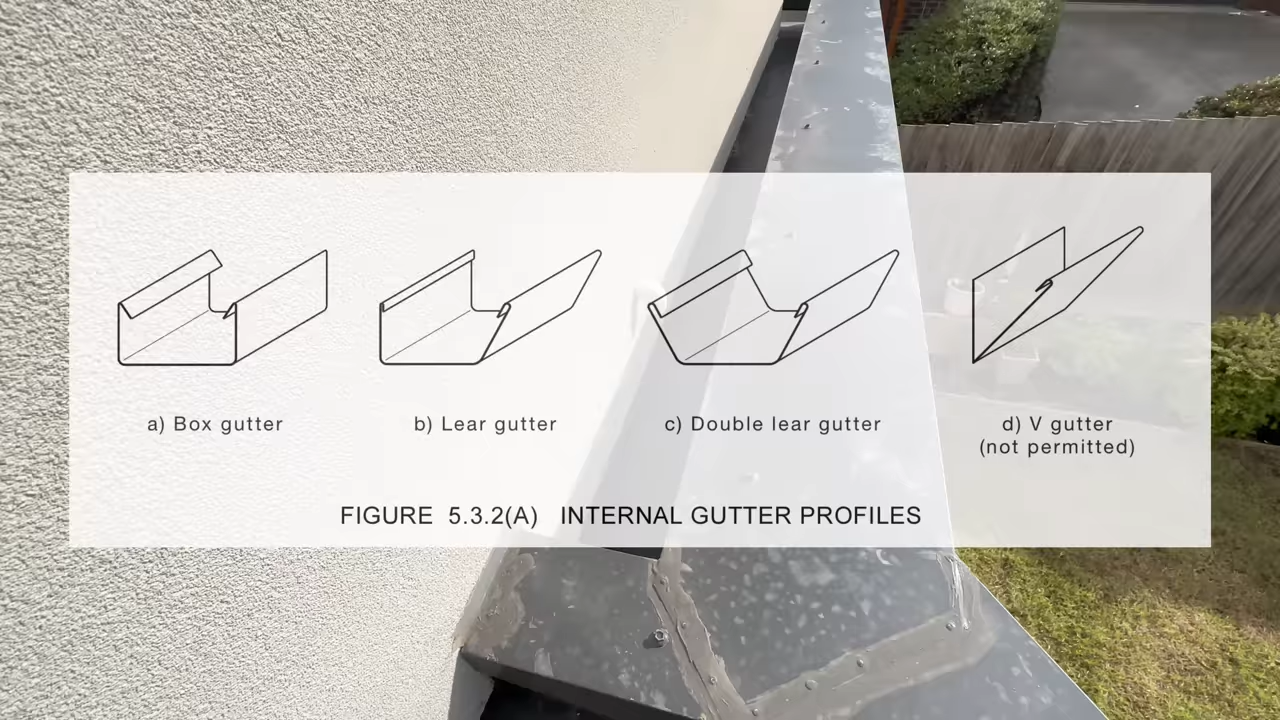 a) Box gutter
b) Lear gutter
c) Double lear gutter
d) V gutter
(not permitted)
FIGURE 5.3.2(A) INTERNAL GUTTER PROFILES